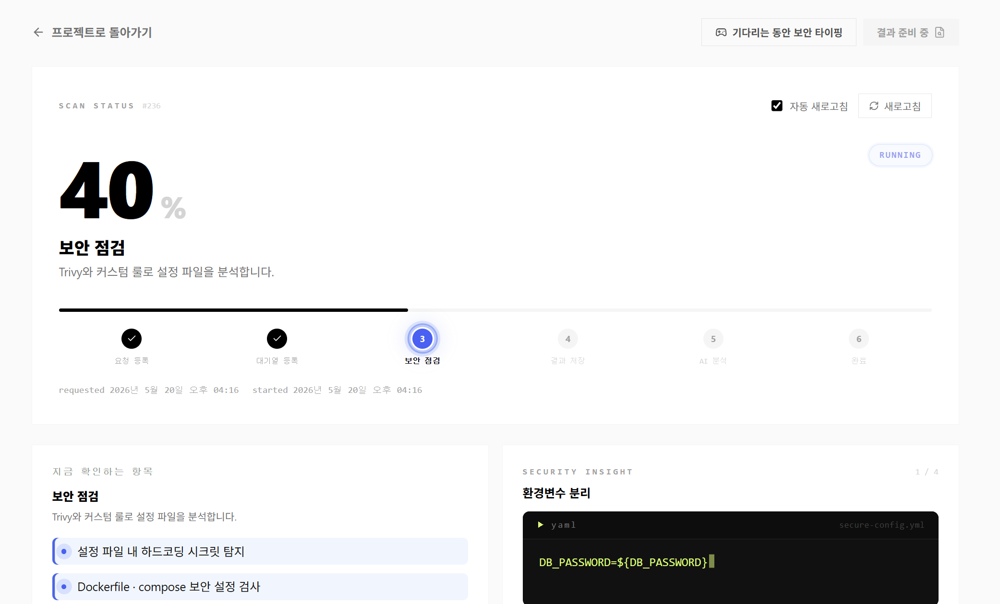 프로젝트로 돌아가기
기다리는 동안 보안 타이핑
결과 준비 중
SCAN STATUS #236
자동 새로고침
새로고침
RUNNING
40 %
보안 점검
Trivy와 커스텀 룰로 설정 파일을 분석합니다.
3
4
5
6
요청 등록
대기열 등록
보안 점검
결과 저장
AI 분석
완료
requested 2026년 5월 20일 오후 04:16
started 2026년 5월 20일 오후 04:16
지금 확인하는 항목
보안 점검
Trivy와 커스텀 룰로 설정 파일을 분석합니다.
설정 파일 내 하드코딩 시크릿 탐지
Dockerfile · compose 보안 설정 검사
SECURITY INSIGHT
1 / 4
환경변수 분리
yaml
secure-config.yml
DB_PASSWORD=${DB_PASSWORD}